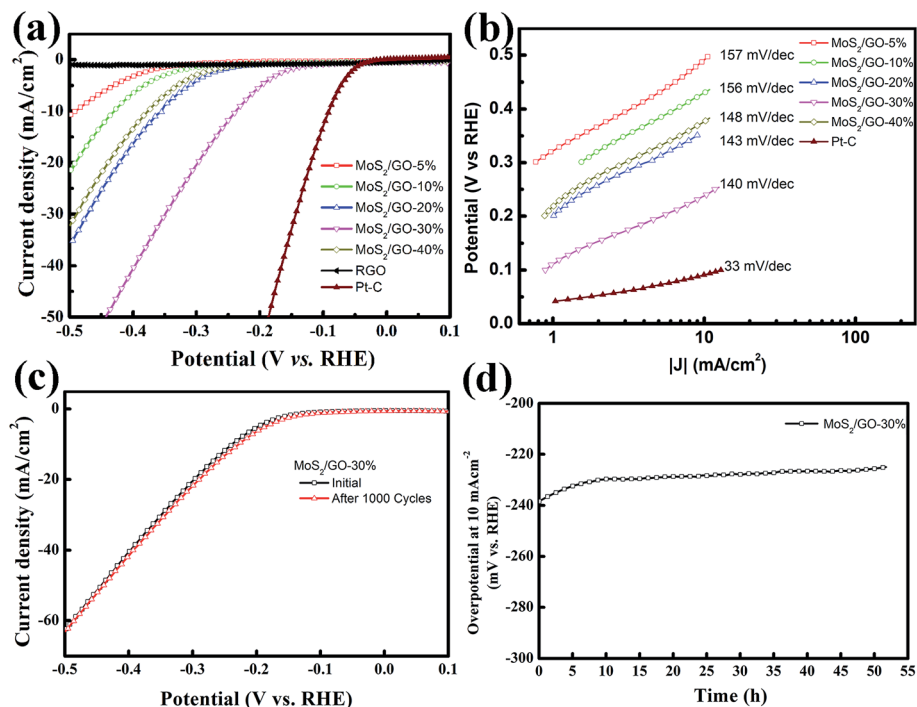 (a)
Current density (mA/cm²)
0
-10
-20
-30
-40
-50
MoS₂/GO-5%
MoS₂/GO-10%
MoS₂/GO-20%
MoS₂/GO-30%
MoS₂/GO-40%
RGO
Pt-C
-0.5 -0.4 -0.3 -0.2 -0.1 0.0 0.1
Potential (V vs. RHE)
(b)
Potential (V vs RHE)
0.5
0.4
0.3
0.2
0.1
0.0
157 mV/dec
156 mV/dec
148 mV/dec
143 mV/dec
140 mV/dec
33 mV/dec
MoS₂/GO-5%
MoS₂/GO-10%
MoS₂/GO-20%
MoS₂/GO-30%
MoS₂/GO-40%
Pt-C
1 10 100
|J| (mA/cm²)
(c)
Current density (mA/cm²)
0
-20
-40
-60
MoS₂/GO-30%
Initial
After 1000 Cycles
-0.5 -0.4 -0.3 -0.2 -0.1 0.0 0.1
Potential (V vs. RHE)
(d)
Overpotential at 10 mAcm⁻²
(mV vs. RHE)
-200
-220
-240
-260
-280
-300
MoS₂/GO-30%
0 5 10 15 20 25 30 35 40 45 50 55
Time (h)